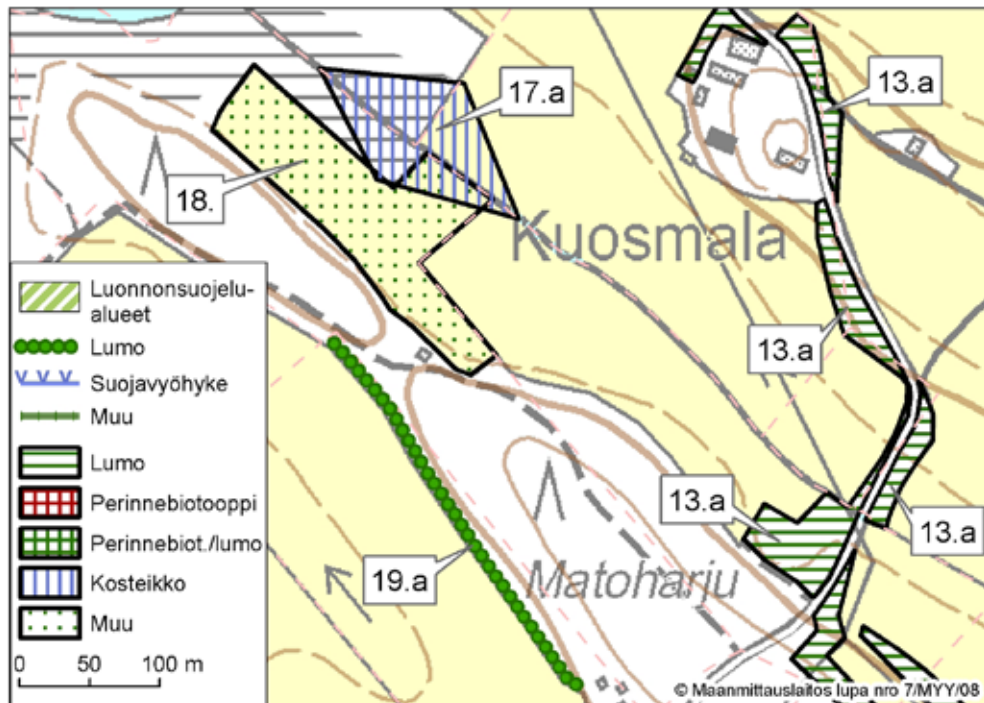 13.a
17.a
18.
Kuosmala
13.a
13.a
13.a
19.a
Matoharju
Luonnonsuojelu-
alueet
Lumo
Suojavyöhyke
Muu
Lumo
Perinnebiotooppi
Perinnebiot./lumo
Kosteikko
Muu
0 50 100 m
© Maanmittauslaitos lupa nro 7/MYY/08